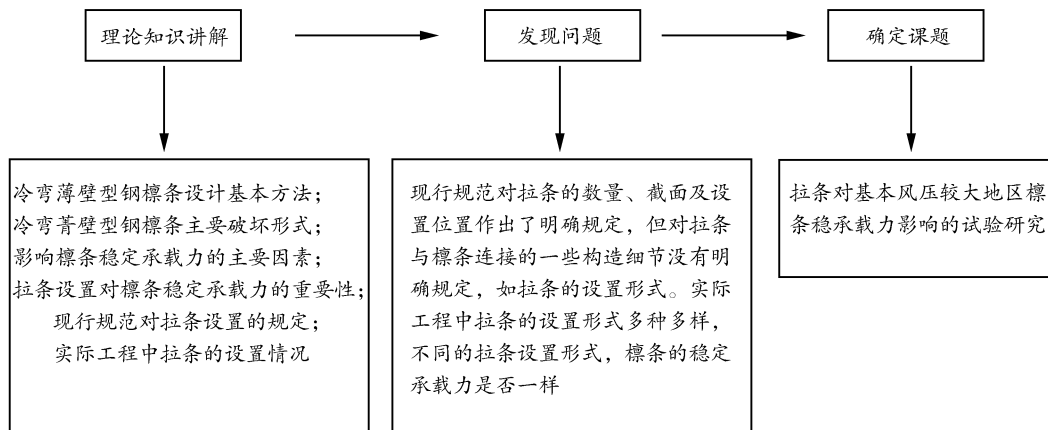 理论知识讲解
发现问题
确定课题
冷弯薄壁型钢檩条设计基本方法；
冷弯菁壁型钢檩条主要破坏形式；
影响檩条稳定承载力的主要因素；
拉条设置对檩条稳定承载力的重要性；
现行规范对拉条设置的规定；
实际工程中拉条的设置情况
现行规范对拉条的数量、截面及设
置位置作出了明确规定，但对拉条
与檩条连接的一些构造细节没有明
确规定，如拉条的设置形式。实际
工程中拉条的设置形式多种多样，
不同的拉条设置形式，檩条的稳定
承载力是否一样
拉条对基本风压较大地区檩
条稳承载力影响的试验研究